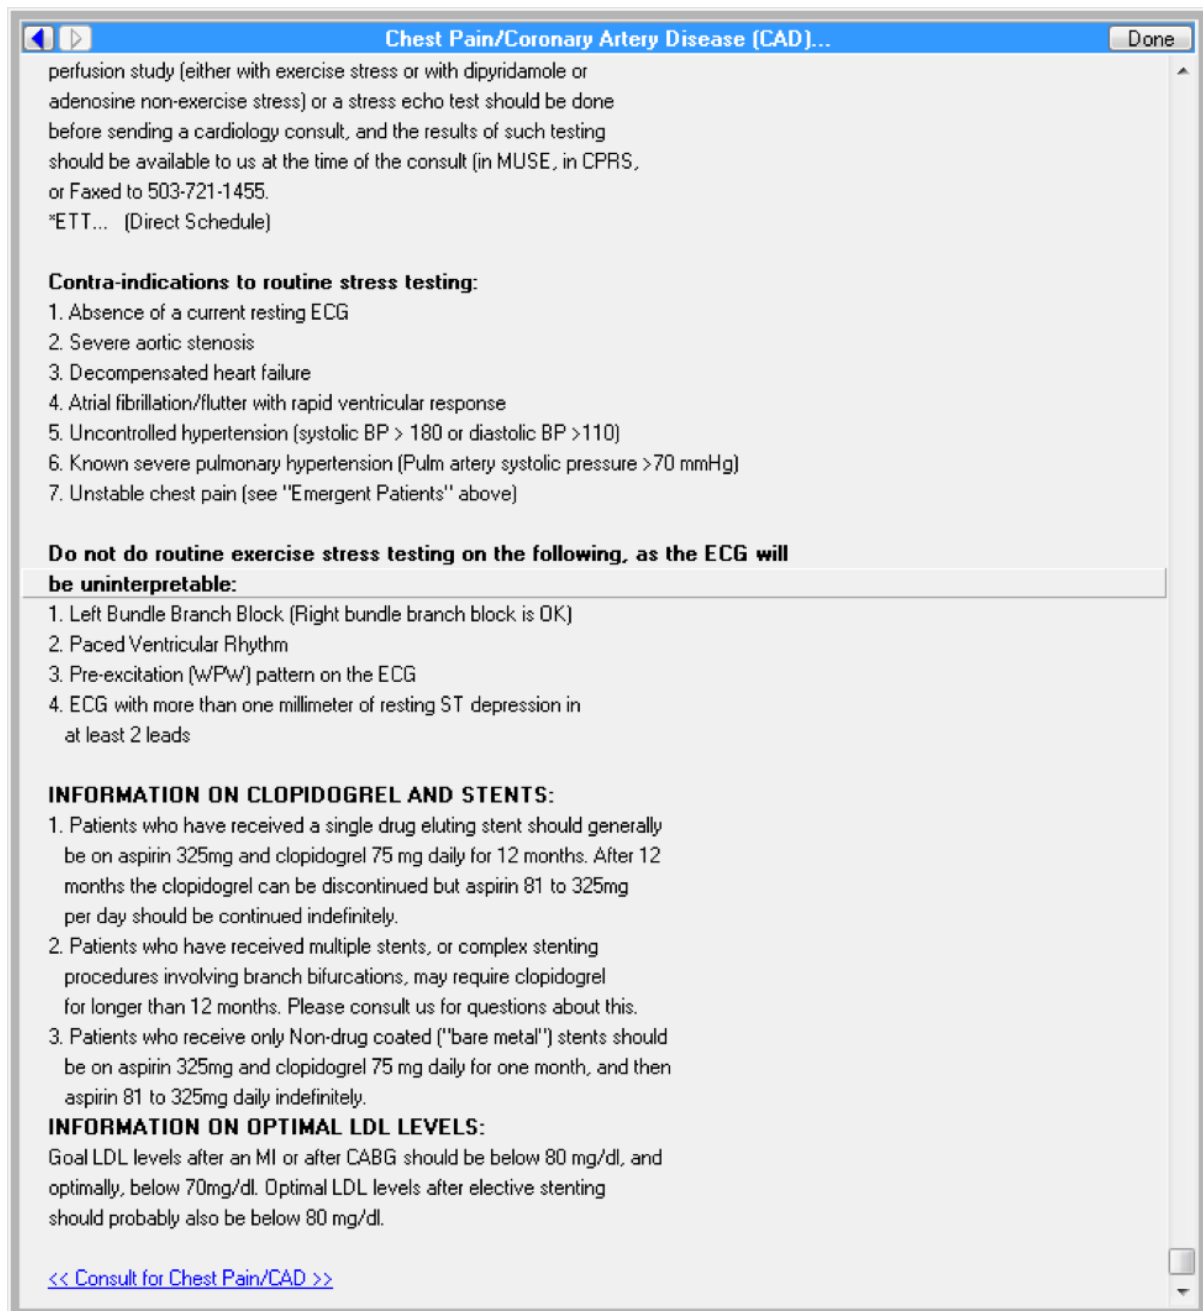 Chest Pain/Coronary Artery Disease (CAD)...
Done
perfusion study (either with exercise stress or with dipyridamole or
adenosine non-exercise stress) or a stress echo test should be done
before sending a cardiology consult, and the results of such testing
should be available to us at the time of the consult (in MUSE, in CPRS,
or Faxed to 503-721-1455.
*ETT... (Direct Schedule)
Contra-indications to routine stress testing:
1. Absence of a current resting ECG
2. Severe aortic stenosis
3. Decompensated heart failure
4. Atrial fibrillation/flutter with rapid ventricular response
5. Uncontrolled hypertension (systolic BP > 180 or diastolic BP >110)
6. Known severe pulmonary hypertension (Pulm artery systolic pressure >70 mmHg)
7. Unstable chest pain (see "Emergent Patients" above)
Do not do routine exercise stress testing on the following, as the ECG will
be uninterpretable:
1. Left Bundle Branch Block (Right bundle branch block is OK)
2. Paced Ventricular Rhythm
3. Pre-excitation (WPW) pattern on the ECG
4. ECG with more than one millimeter of resting ST depression in
at least 2 leads
INFORMATION ON CLOPIDOGREL AND STENTS:
1. Patients who have received a single drug eluting stent should generally
be on aspirin 325mg and clopidogrel 75 mg daily for 12 months. After 12
months the clopidogrel can be discontinued but aspirin 81 to 325mg
per day should be continued indefinitely.
2. Patients who have received multiple stents, or complex stenting
procedures involving branch bifurcations, may require clopidogrel
for longer than 12 months. Please consult us for questions about this.
3. Patients who receive only Non-drug coated ("bare metal") stents should
be on aspirin 325mg and clopidogrel 75 mg daily for one month, and then
aspirin 81 to 325mg daily indefinitely.
INFORMATION ON OPTIMAL LDL LEVELS:
Goal LDL levels after an MI or after CABG should be below 80 mg/dl, and
optimally, below 70mg/dl. Optimal LDL levels after elective stenting
should probably also be below 80 mg/dl.
<< Consult for Chest Pain/CAD >>